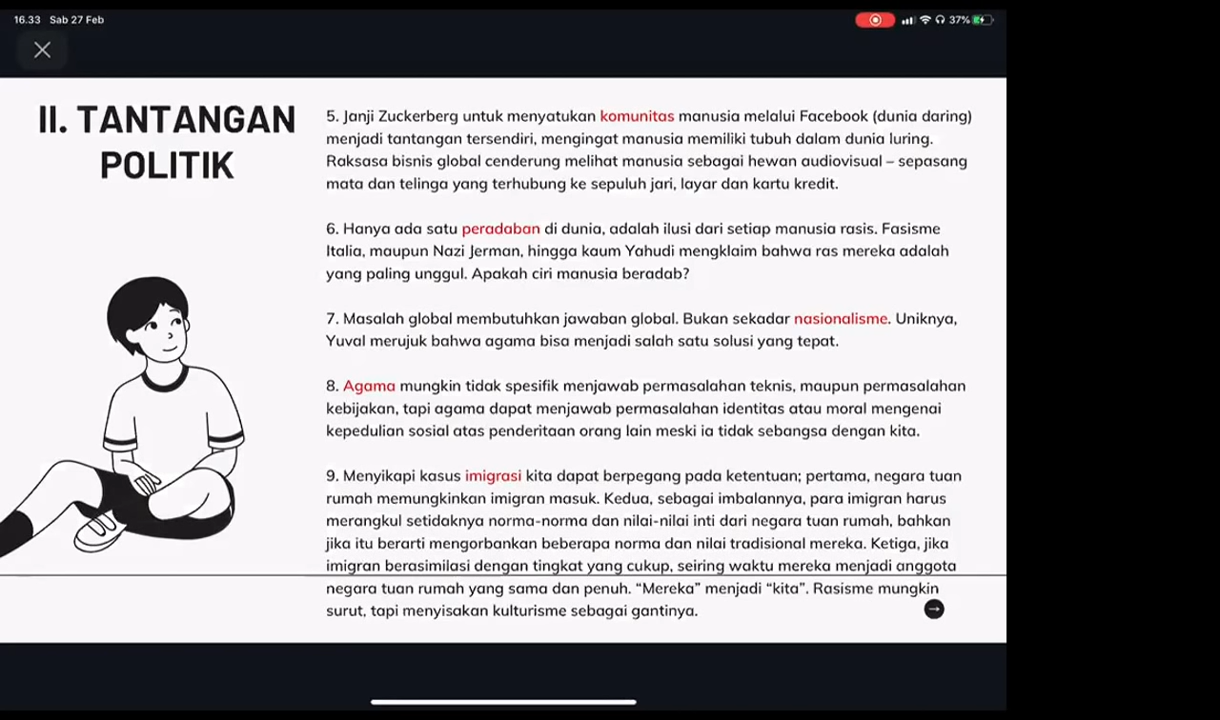 16.33 Sab 27 Feb
37%
II. TANTANGAN
POLITIK
5. Janji Zuckerberg untuk menyatukan komunitas manusia melalui Facebook (dunia daring)
menjadi tantangan tersendiri, mengingat manusia memiliki tubuh dalam dunia luring.
Raksasa bisnis global cenderung melihat manusia sebagai hewan audiovisual – sepasang
mata dan telinga yang terhubung ke sepuluh jari, layar dan kartu kredit.
6. Hanya ada satu peradaban di dunia, adalah ilusi dari setiap manusia rasis. Fasisme
Italia, maupun Nazi Jerman, hingga kaum Yahudi mengklaim bahwa ras mereka adalah
yang paling unggul. Apakah ciri manusia beradab?
7. Masalah global membutuhkan jawaban global. Bukan sekadar nasionalisme. Uniknya,
Yuval merujuk bahwa agama bisa menjadi salah satu solusi yang tepat.
8. Agama mungkin tidak spesifik menjawab permasalahan teknis, maupun permasalahan
kebijakan, tapi agama dapat menjawab permasalahan identitas atau moral mengenai
kepedulian sosial atas penderitaan orang lain meski ia tidak sebangsa dengan kita.
9. Menyikapi kasus imigrasi kita dapat berpegang pada ketentuan; pertama, negara tuan
rumah memungkinkan imigran masuk. Kedua, sebagai imbalannya, para imigran harus
merangkul setidaknya norma-norma dan nilai-nilai inti dari negara tuan rumah, bahkan
jika itu berarti mengorbankan beberapa norma dan nilai tradisional mereka. Ketiga, jika
imigran berasimilasi dengan tingkat yang cukup, seiring waktu mereka menjadi anggota
negara tuan rumah yang sama dan penuh. “Mereka” menjadi “kita”. Rasisme mungkin
surut, tapi menyisakan kulturisme sebagai gantinya.